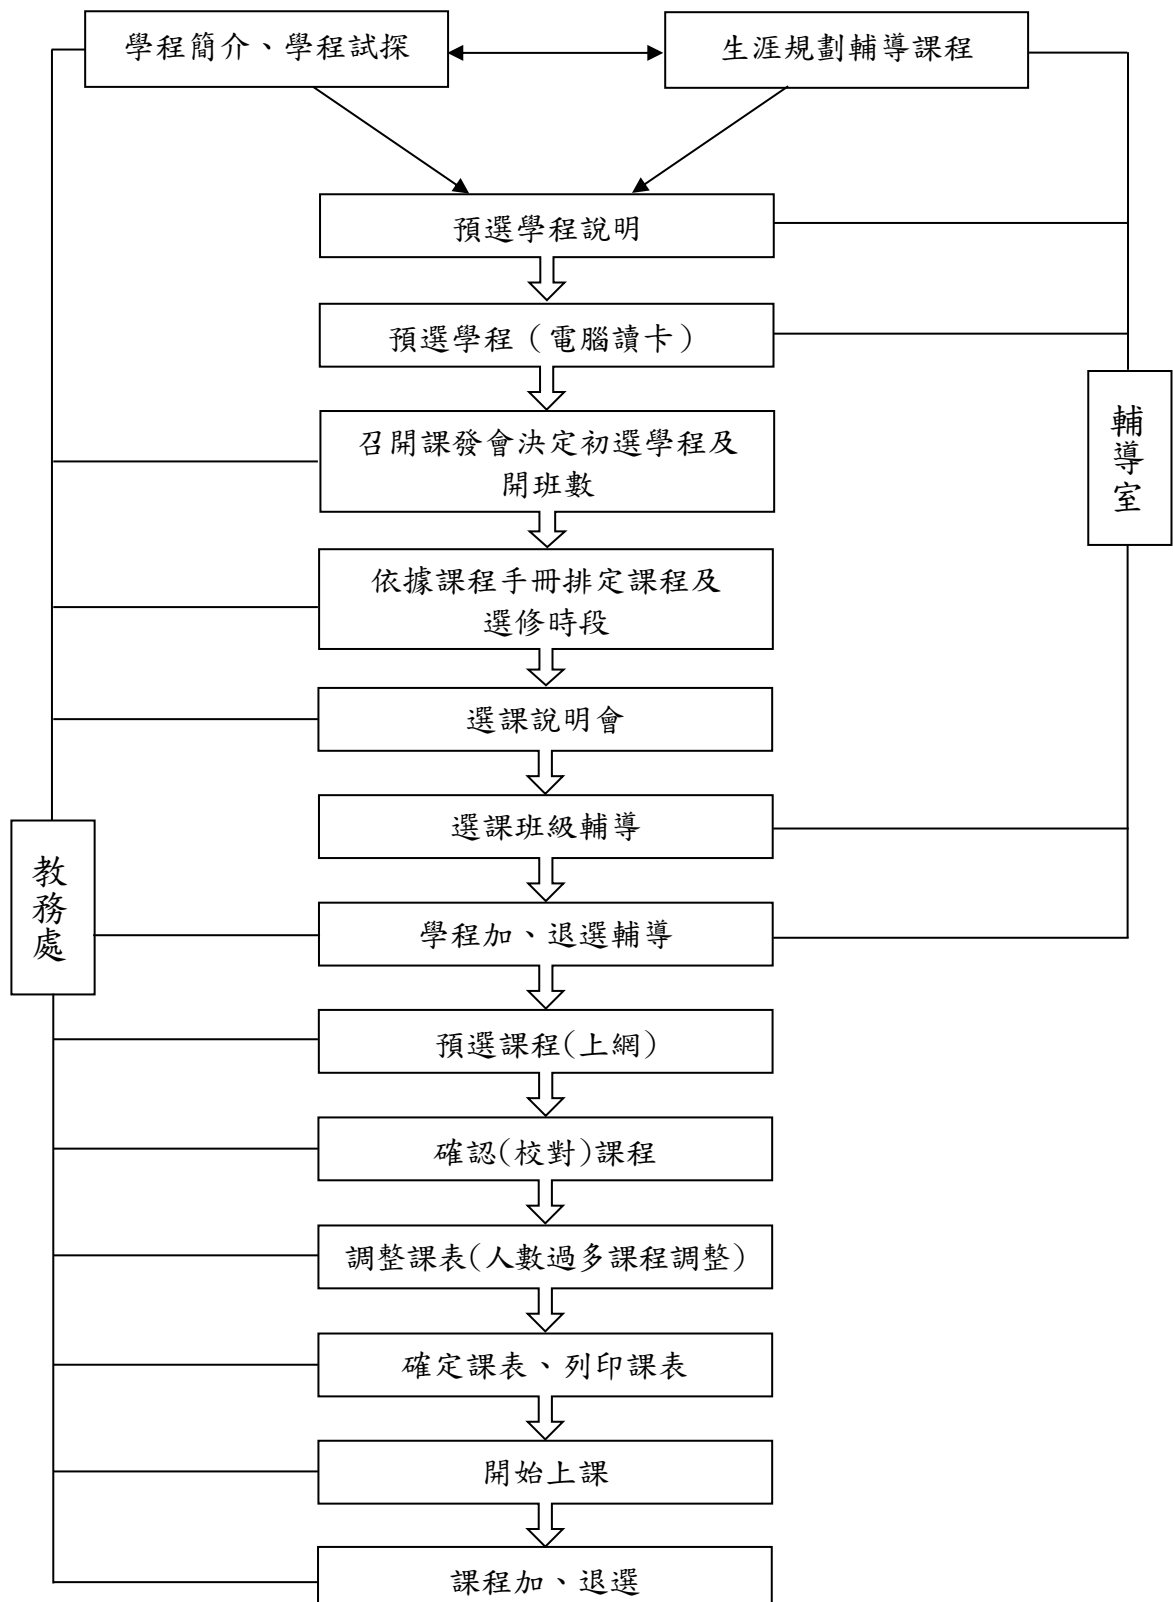 學程簡介、學程試探
生涯規劃輔導課程
預選學程說明
預選學程（電腦讀卡）
召開課發會決定初選學程及
開班數
輔導室
依據課程手冊排定課程及
選修時段
選課說明會
選課班級輔導
教務處
學程加、退選輔導
預選課程(上網)
確認(校對)課程
調整課表(人數過多課程調整)
確定課表、列印課表
開始上課
課程加、退選